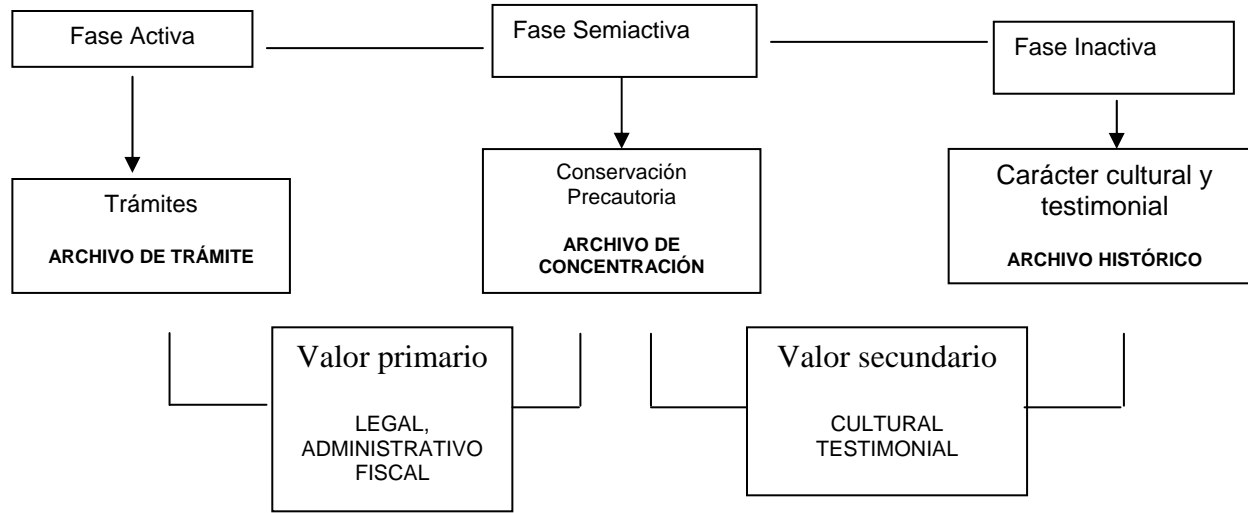 Fase Activa
Fase Semiactiva
Fase Inactiva
Trámites
ARCHIVO DE TRÁMITE
Conservación
Precautoria
ARCHIVO DE
CONCENTRACIÓN
Carácter cultural y
testimonial
ARCHIVO HISTÓRICO
Valor primario
LEGAL,
ADMINISTRATIVO
FISCAL
Valor secundario
CULTURAL
TESTIMONIAL